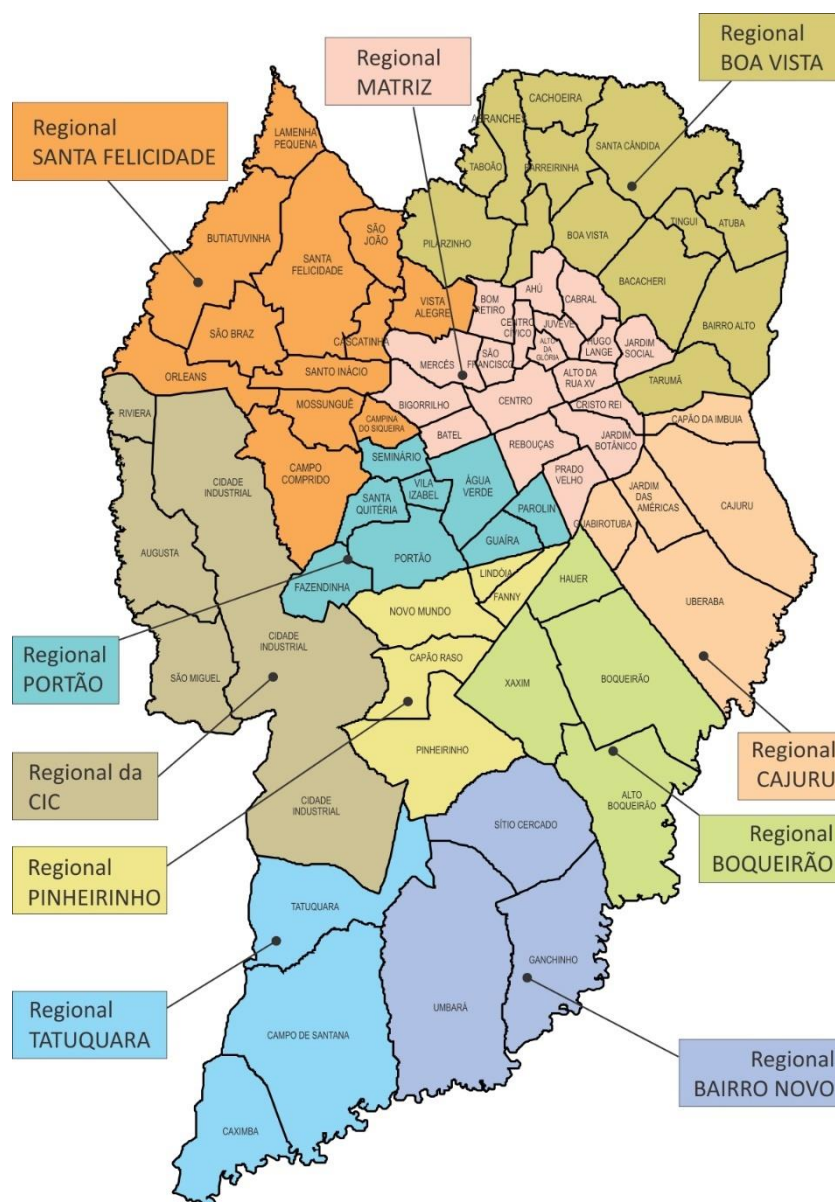 Regional
BOA VISTA
Regional
MATRIZ
Regional
SANTA FELICIDADE
LAMENHA
PEQUENA
CACHOEIRA
SANTA CÂNDIDA
TABOÃO
BUTIATUVINHA
SANTA
FELICIDADE
SÃO
JOÃO
PILARZINHO
BOA VISTA
TINGUI
ATUBA
BACACHERI
VISTA
ALEGRE
BOM
RETIRO
AHÚ
CABRAL
BAIRRO ALTO
SÃO BRAZ
CASCATINHA
CENTRO
CÍVICO
JUVEVÊ
HUGO
LANGE
JARDIM
SOCIAL
ALTO
DA
GLÓRIA
MERCÊS
SÃO
FRANCISCO
ORLEANS
SANTO INÁCIO
ALTO DA
RUA XV
TARUMÃ
RIVIERA
MOSSUNGUÊ
BIGORRILHO
CENTRO
CRISTO REI
CAPÃO DA IMBUIA
CAMPINA
DO SIQUEIRA
BATEL
REBOUÇAS
JARDIM
BOTÂNICO
CIDADE
INDUSTRIAL
CAMPO
COMPRIDO
SEMINÁRIO
VILA
IZABEL
ÁGUA
VERDE
PRADO
VELHO
JARDIM
DAS
AMÉRICAS
CAJURU
SANTA
QUITÉRIA
PAROLIN
GUABIROTUBA
AUGUSTA
PORTÃO
GUAÍRA
FAZENDINHA
LINDÓIA
FANNY
HAUER
UBERABA
NOVO MUNDO
CIDADE
INDUSTRIAL
Regional
PORTÃO
SÃO MIGUEL
CAPÃO RASO
XAXIM
BOQUEIRÃO
PINHEIRINHO
Regional da
CIC
Regional
CAJURU
CIDADE
INDUSTRIAL
ALTO
BOQUEIRÃO
SÍTIO CERCADO
Regional
PINHEIRINHO
Regional
BOQUEIRÃO
TATUQUARA
GANCHINHO
Regional
TATUQUARA
CAMPO DE SANTANA
UMBARÁ
Regional
BAIRRO NOVO
CAXIMBA